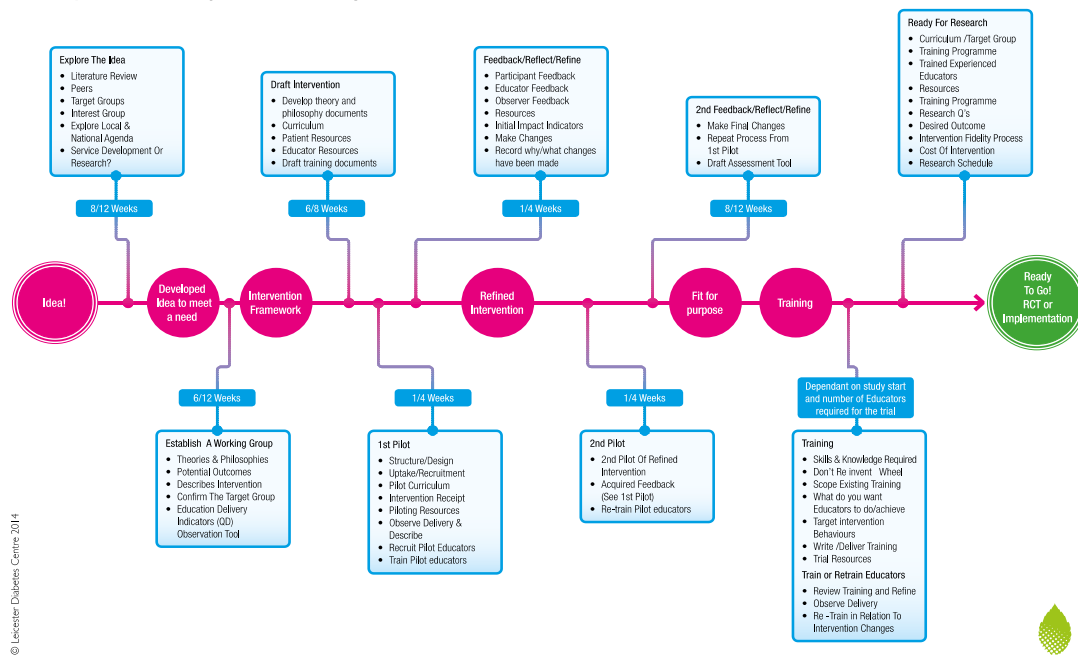 Explore The Idea
• Literature Review
• Peers
• Target Groups
• Interest Group
• Explore Local &
National Agenda
• Service Development Or
Research?
8/12 Weeks
Draft Intervention
• Develop theory and
philosophy documents
• Curriculum
• Patient Resources
• Educator Resources
• Draft training documents
6/8 Weeks
Feedback/Reflect/Refine
• Participant Feedback
• Educator Feedback
• Observer Feedback
• Resources
• Initial Impact Indicators
• Make Changes
• Record why/what changes
have been made
1/4 Weeks
2nd Feedback/Reflect/Refine
• Make Final Changes
• Repeat Process From
1st Pilot
• Draft Assessment Tool
8/12 Weeks
Ready For Research
• Curriculum /Target Group
• Training Programme
• Trained Experienced
Educators
• Resources
• Training Programme
• Research Q's
• Desired Outcome
• Intervention Fidelity Process
• Cost Of Intervention
• Research Schedule
Idea!
Developed
Idea to meet
a need
Intervention
Framework
Refined
Intervention
Fit for
purpose
Training
Ready
To Go!
RCT or
Implementation
6/12 Weeks
Establish A Working Group
• Theories & Philosophies
• Potential Outcomes
• Describes Intervention
• Confirm The Target Group
• Education Delivery
Indicators (QD)
Observation Tool
1/4 Weeks
1st Pilot
• Structure/Design
• Uptake/Recruitment
• Pilot Curriculum
• Intervention Receipt
• Piloting Resources
• Observe Delivery &
Describe
• Recruit Pilot Educators
• Train Pilot educators
1/4 Weeks
2nd Pilot
• 2nd Pilot Of Refined
Intervention
• Acquired Feedback
(See 1st Pilot)
• Re-train Pilot educators
Dependant on study start
and number of Educators
required for the trial
Training
• Skills & Knowledge Required
• Don't Re invent Wheel
• Scope Existing Training
• What do you want
Educators to do/achieve
• Target intervention
Behaviours
• Write /Deliver Training
• Trial Resources
Train or Retrain Educators
• Review Training and Refine
• Observe Delivery
• Re -Train in Relation To
Intervention Changes
© Leicester Diabetes Centre 2014